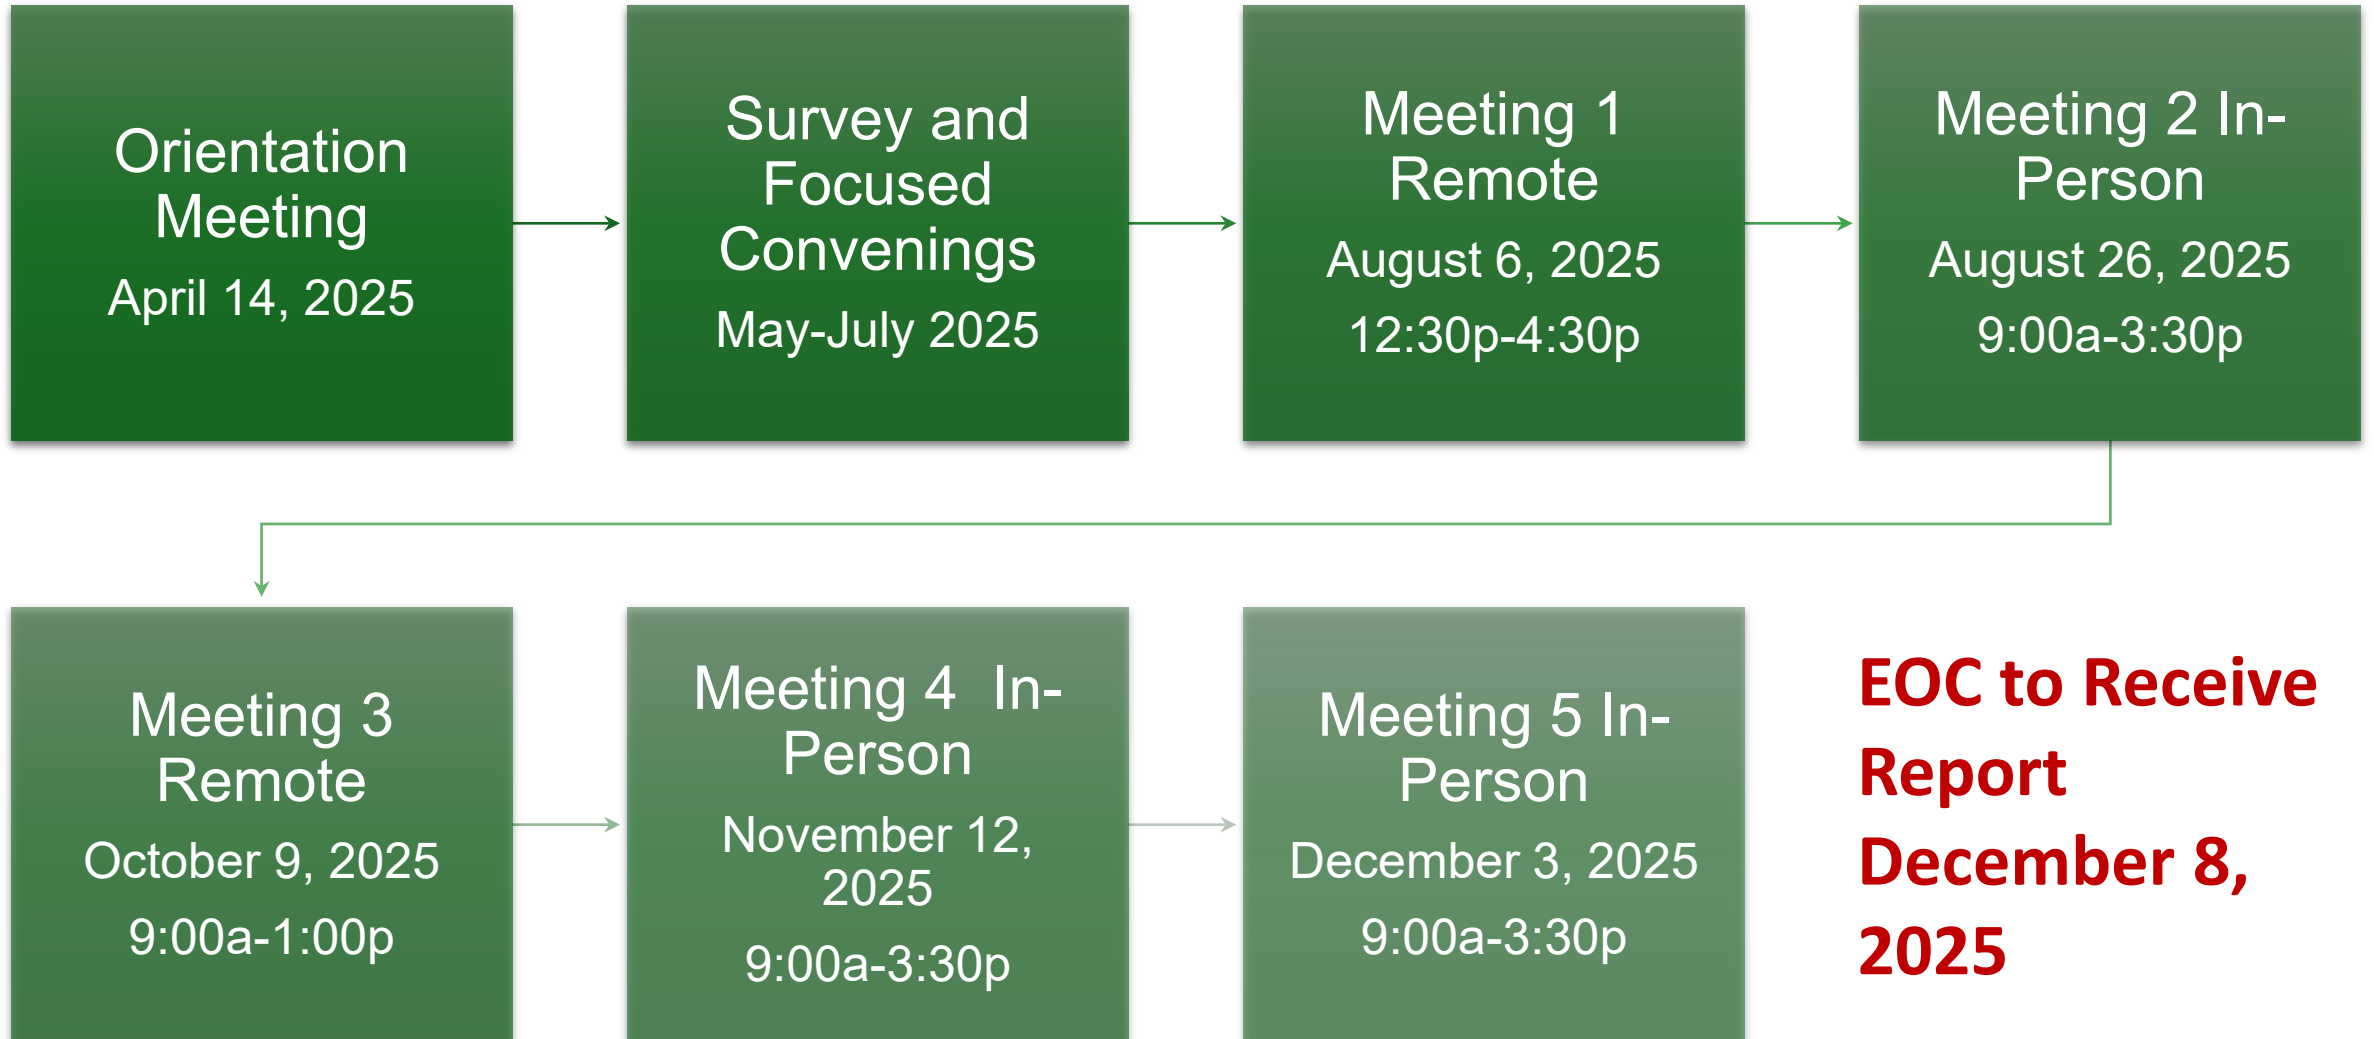 Orientation
Meeting
April 14, 2025
Survey and
Focused
Convenings
May-July 2025
Meeting 1
Remote
August 6, 2025
12:30p-4:30p
Meeting 2 In-
Person
August 26, 2025
9:00a-3:30p
Meeting 3
Remote
October 9, 2025
9:00a-1:00p
Meeting 4  In-
Person
November 12,
2025
9:00a-3:30p
Meeting 5 In-
Person
December 3, 2025
9:00a-3:30p
EOC to Receive
Report
December 8,
2025